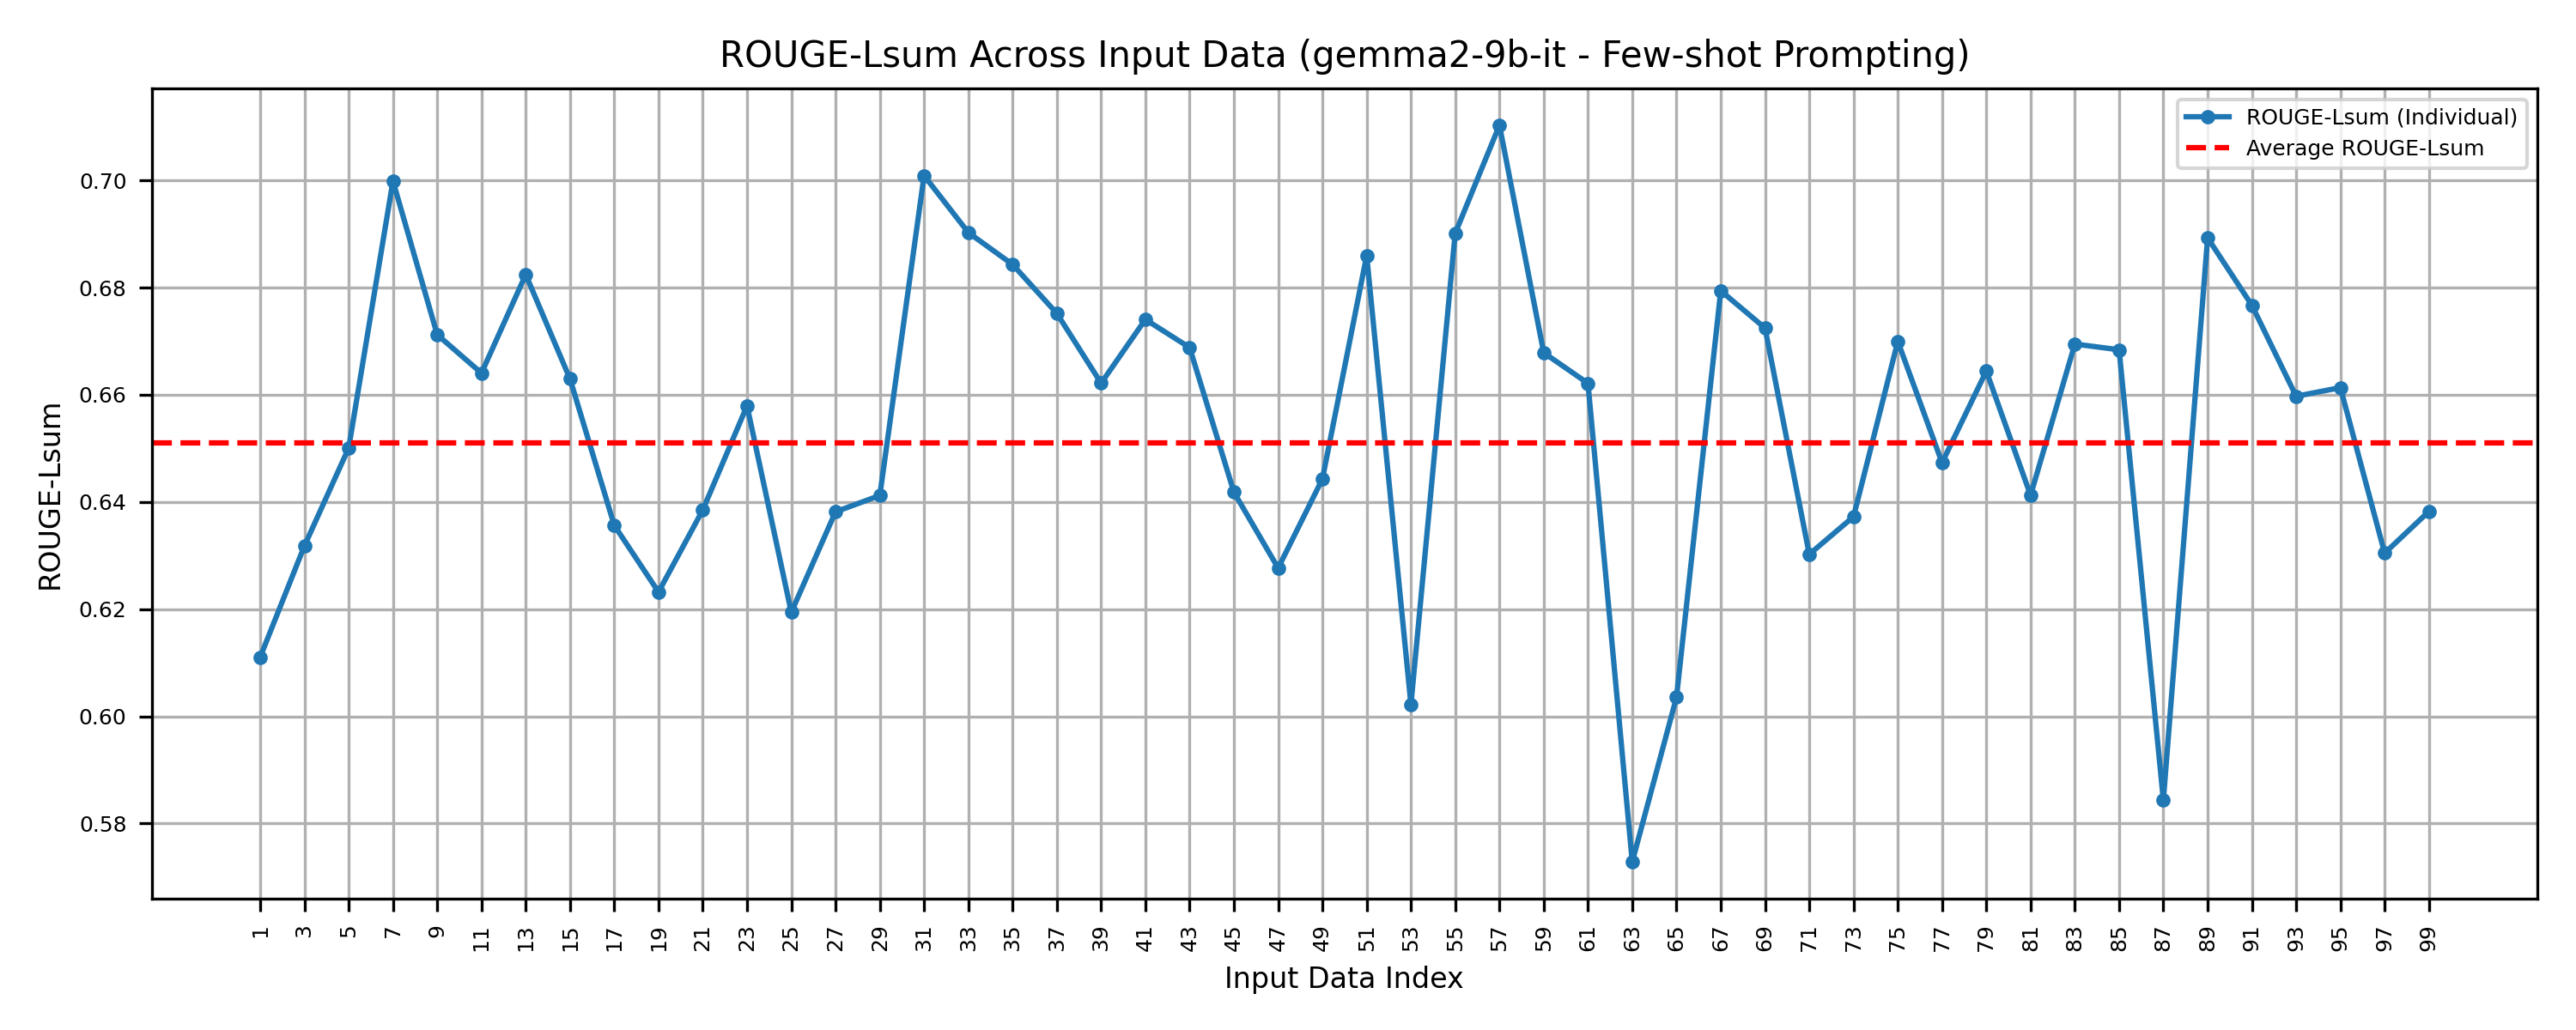 ROUGE-Lsum Across Input Data (gemma2-9b-it - Few-shot Prompting)
ROUGE-Lsum (Individual)
Average ROUGE-Lsum
ROUGE-Lsum
0.70
0.68
0.66
0.64
0.62
0.60
0.58
1 3 5 7 9 11 13 15 17 19 21 23 25 27 29 31 33 35 37 39 41 43 45 47 49 51 53 55 57 59 61 63 65 67 69 71 73 75 77 79 81 83 85 87 89 91 93 95 97 99
Input Data Index